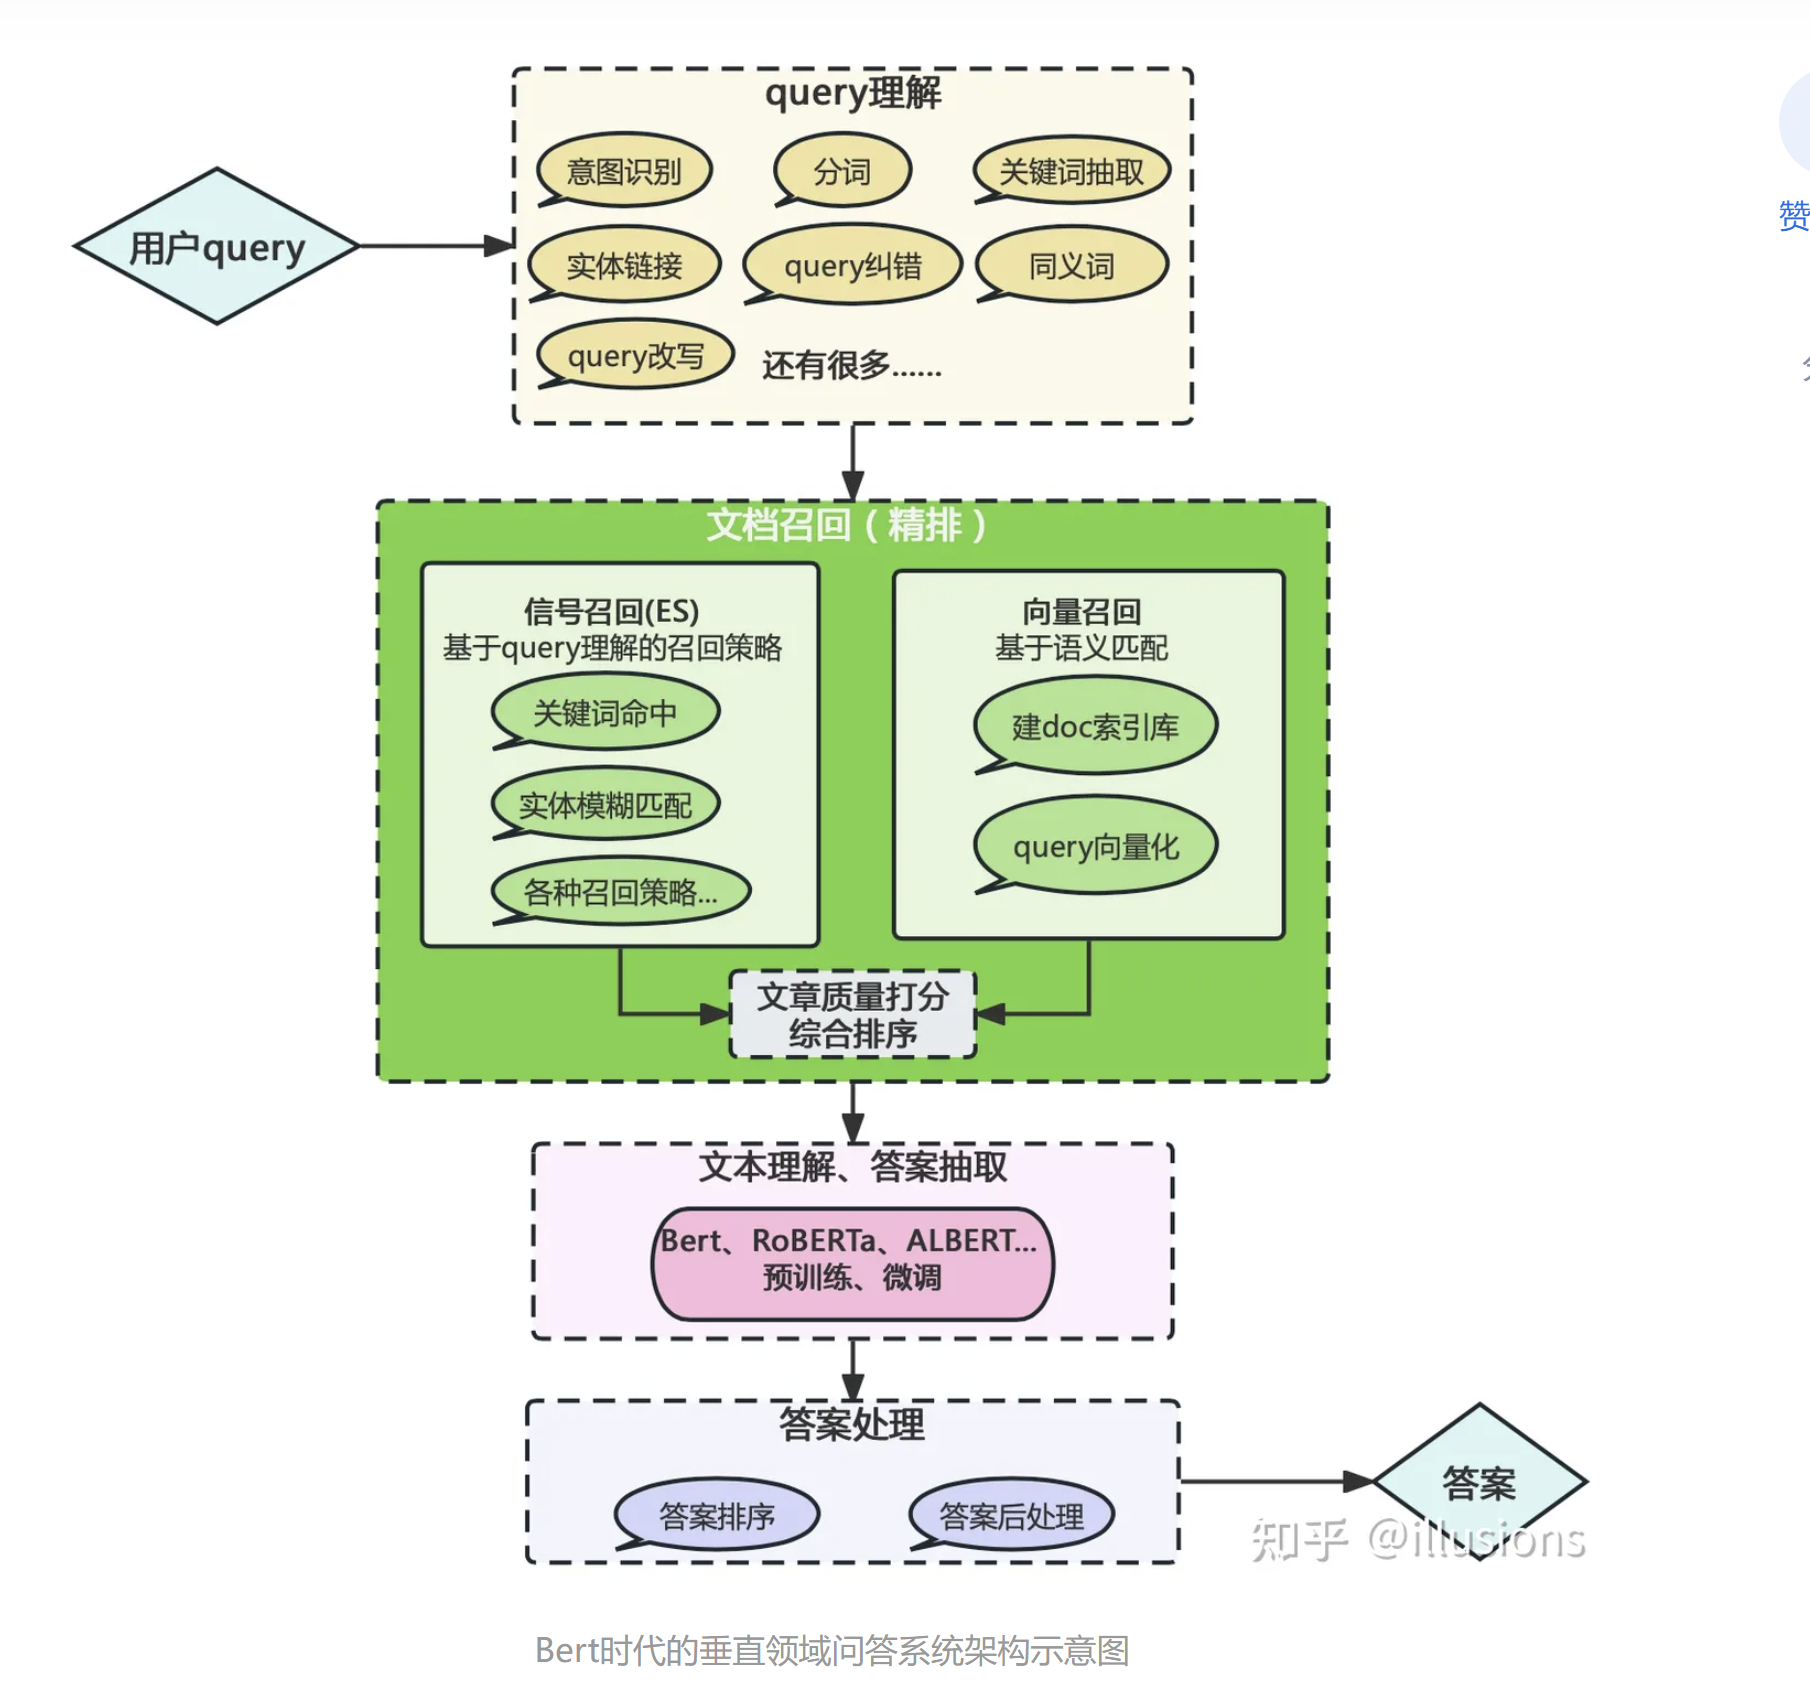 query理解
意图识别
分词
关键词抽取
用户query
实体链接
query纠错
同义词
query改写
还有很多......
文档召回（精排）
信号召回(ES)
基于query理解的召回策略
关键词命中
实体模糊匹配
各种召回策略...
向量召回
基于语义匹配
建doc索引库
query向量化
文章质量打分
综合排序
文本理解、答案抽取
Bert、RoBERTa、ALBERT...
预训练、微调
答案处理
答案排序
答案后处理
答案
知乎 @illusions
Bert时代的垂直领域问答系统架构示意图
赞